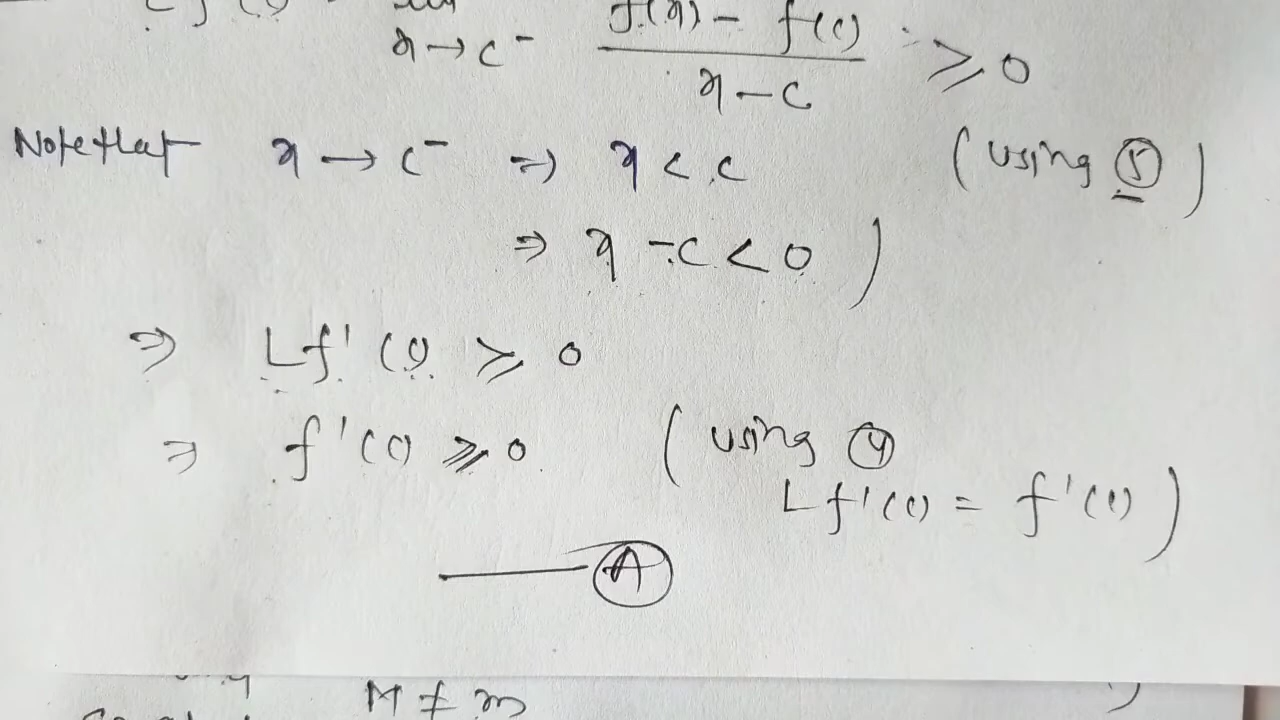 x → c⁻ f(x) - f(c) / x - c ≥ 0
Note that x → c⁻ ⇒ x < c (using ⑤)
⇒ x - c < 0 )
⇒ Lf'(c) ≥ 0
⇒ f'(c) ≥ 0 (using ④
Lf'(c) = f'(c) )
— Ⓐ
M ≠ m